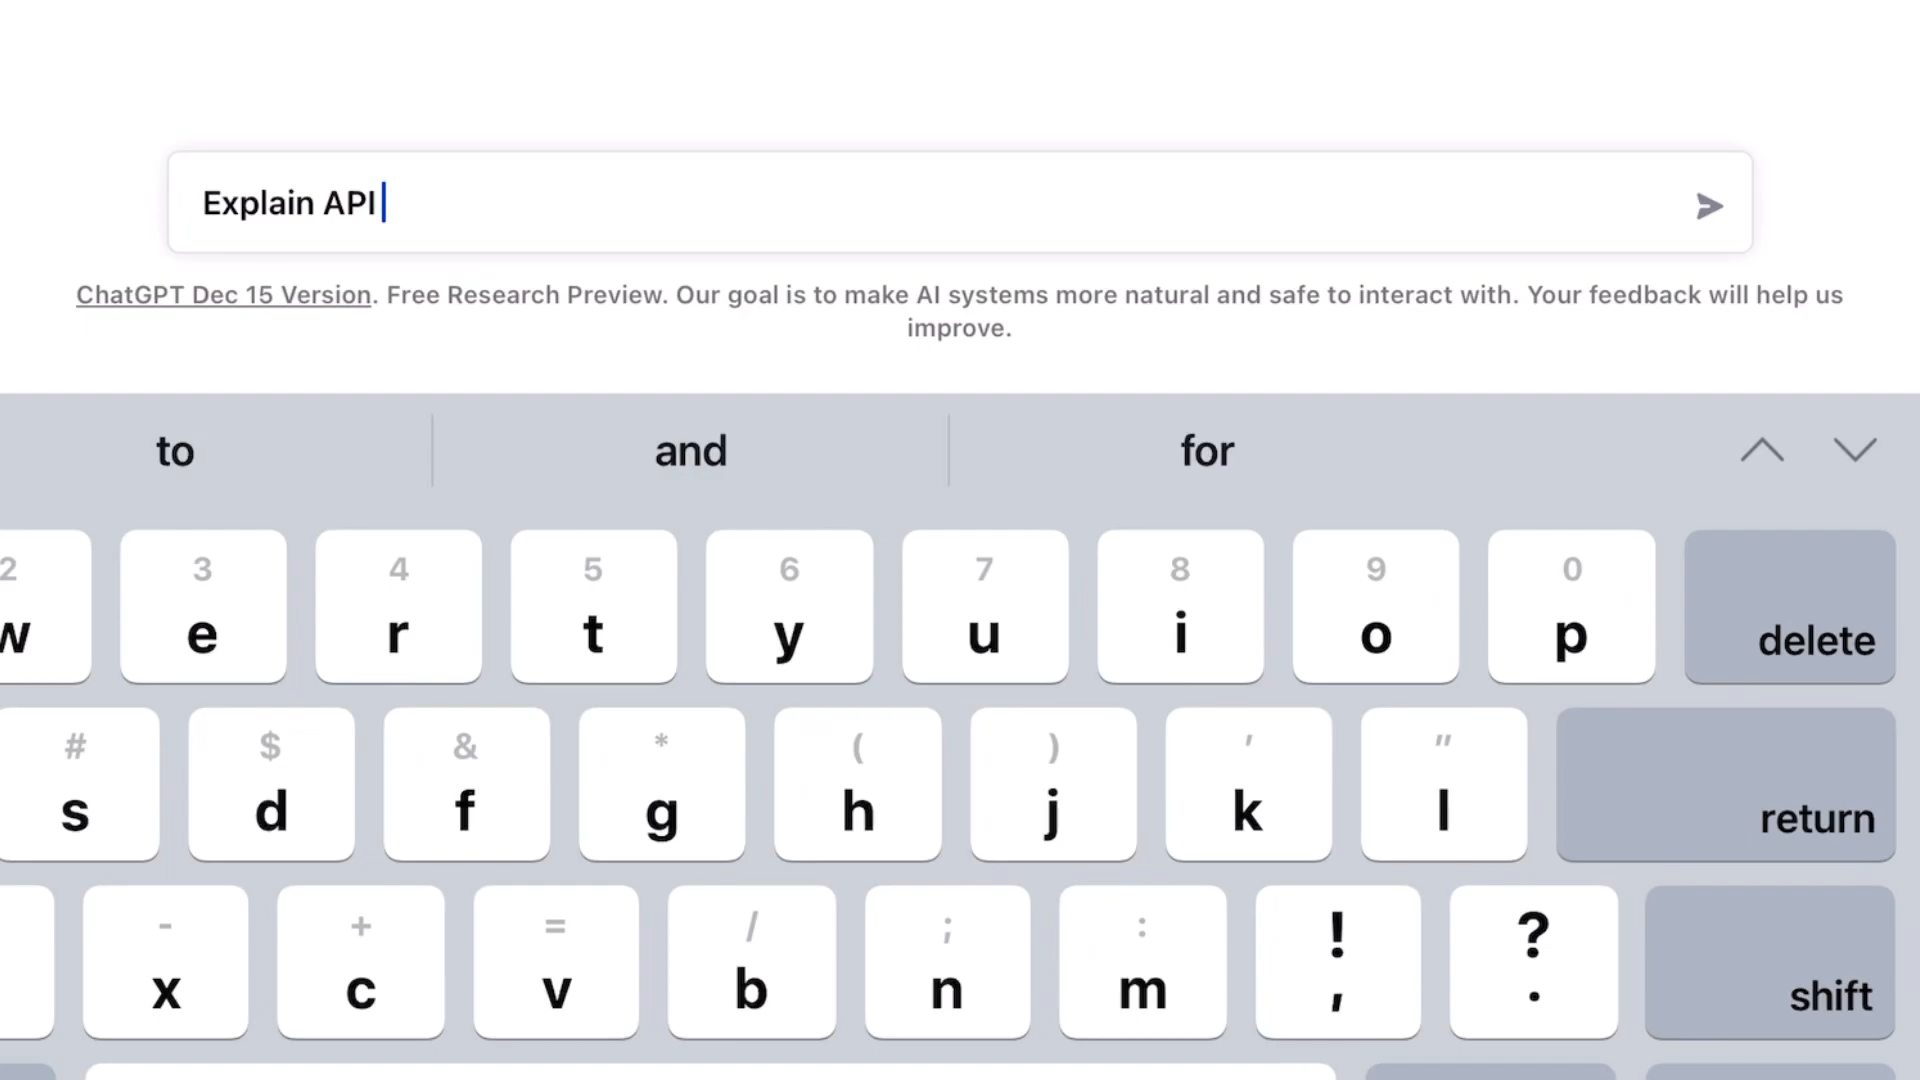 Explain API
ChatGPT Dec 15 Version. Free Research Preview. Our goal is to make AI systems more natural and safe to interact with. Your feedback will help us
improve.
to and for
2 3 4 5 6 7 8 9 0
w e r t y u i o p delete
# $ & * ( ) ' "
s d f g h j k l return
- + = / ; : ! ?
x c v b n m , . shift